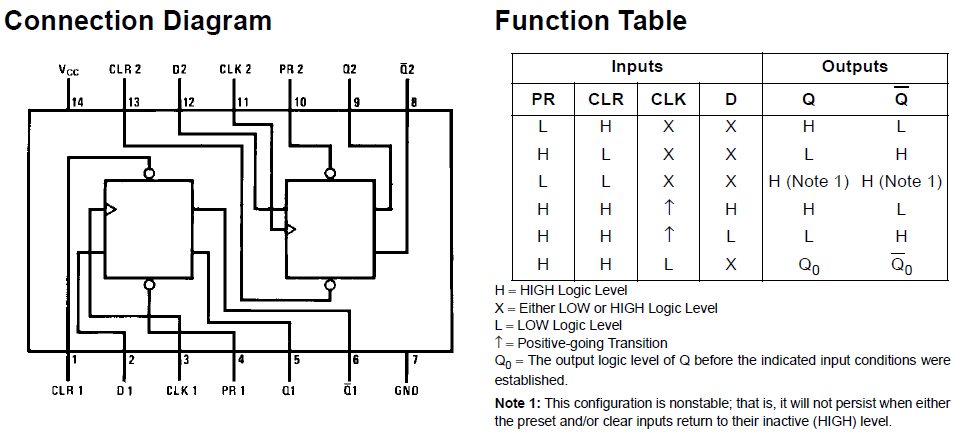 Connection Diagram
VCC CLR 2 D2 CLK 2 PR 2 Q2 Q̅2
14 13 12 11 10 9 8
1 2 3 4 5 6 7
CLR 1 D1 CLK 1 PR 1 Q1 Q̅1 GND
Function Table
Inputs Outputs
PR CLR CLK D Q Q̅
L H X X H L
H L X X L H
L L X X H (Note 1) H (Note 1)
H H ↑ H H L
H H ↑ L L H
H H L X Q0 Q̅0
H = HIGH Logic Level
X = Either LOW or HIGH Logic Level
L = LOW Logic Level
↑ = Positive-going Transition
Q0 = The output logic level of Q before the indicated input conditions were
established.
Note 1: This configuration is nonstable; that is, it will not persist when either
the preset and/or clear inputs return to their inactive (HIGH) level.